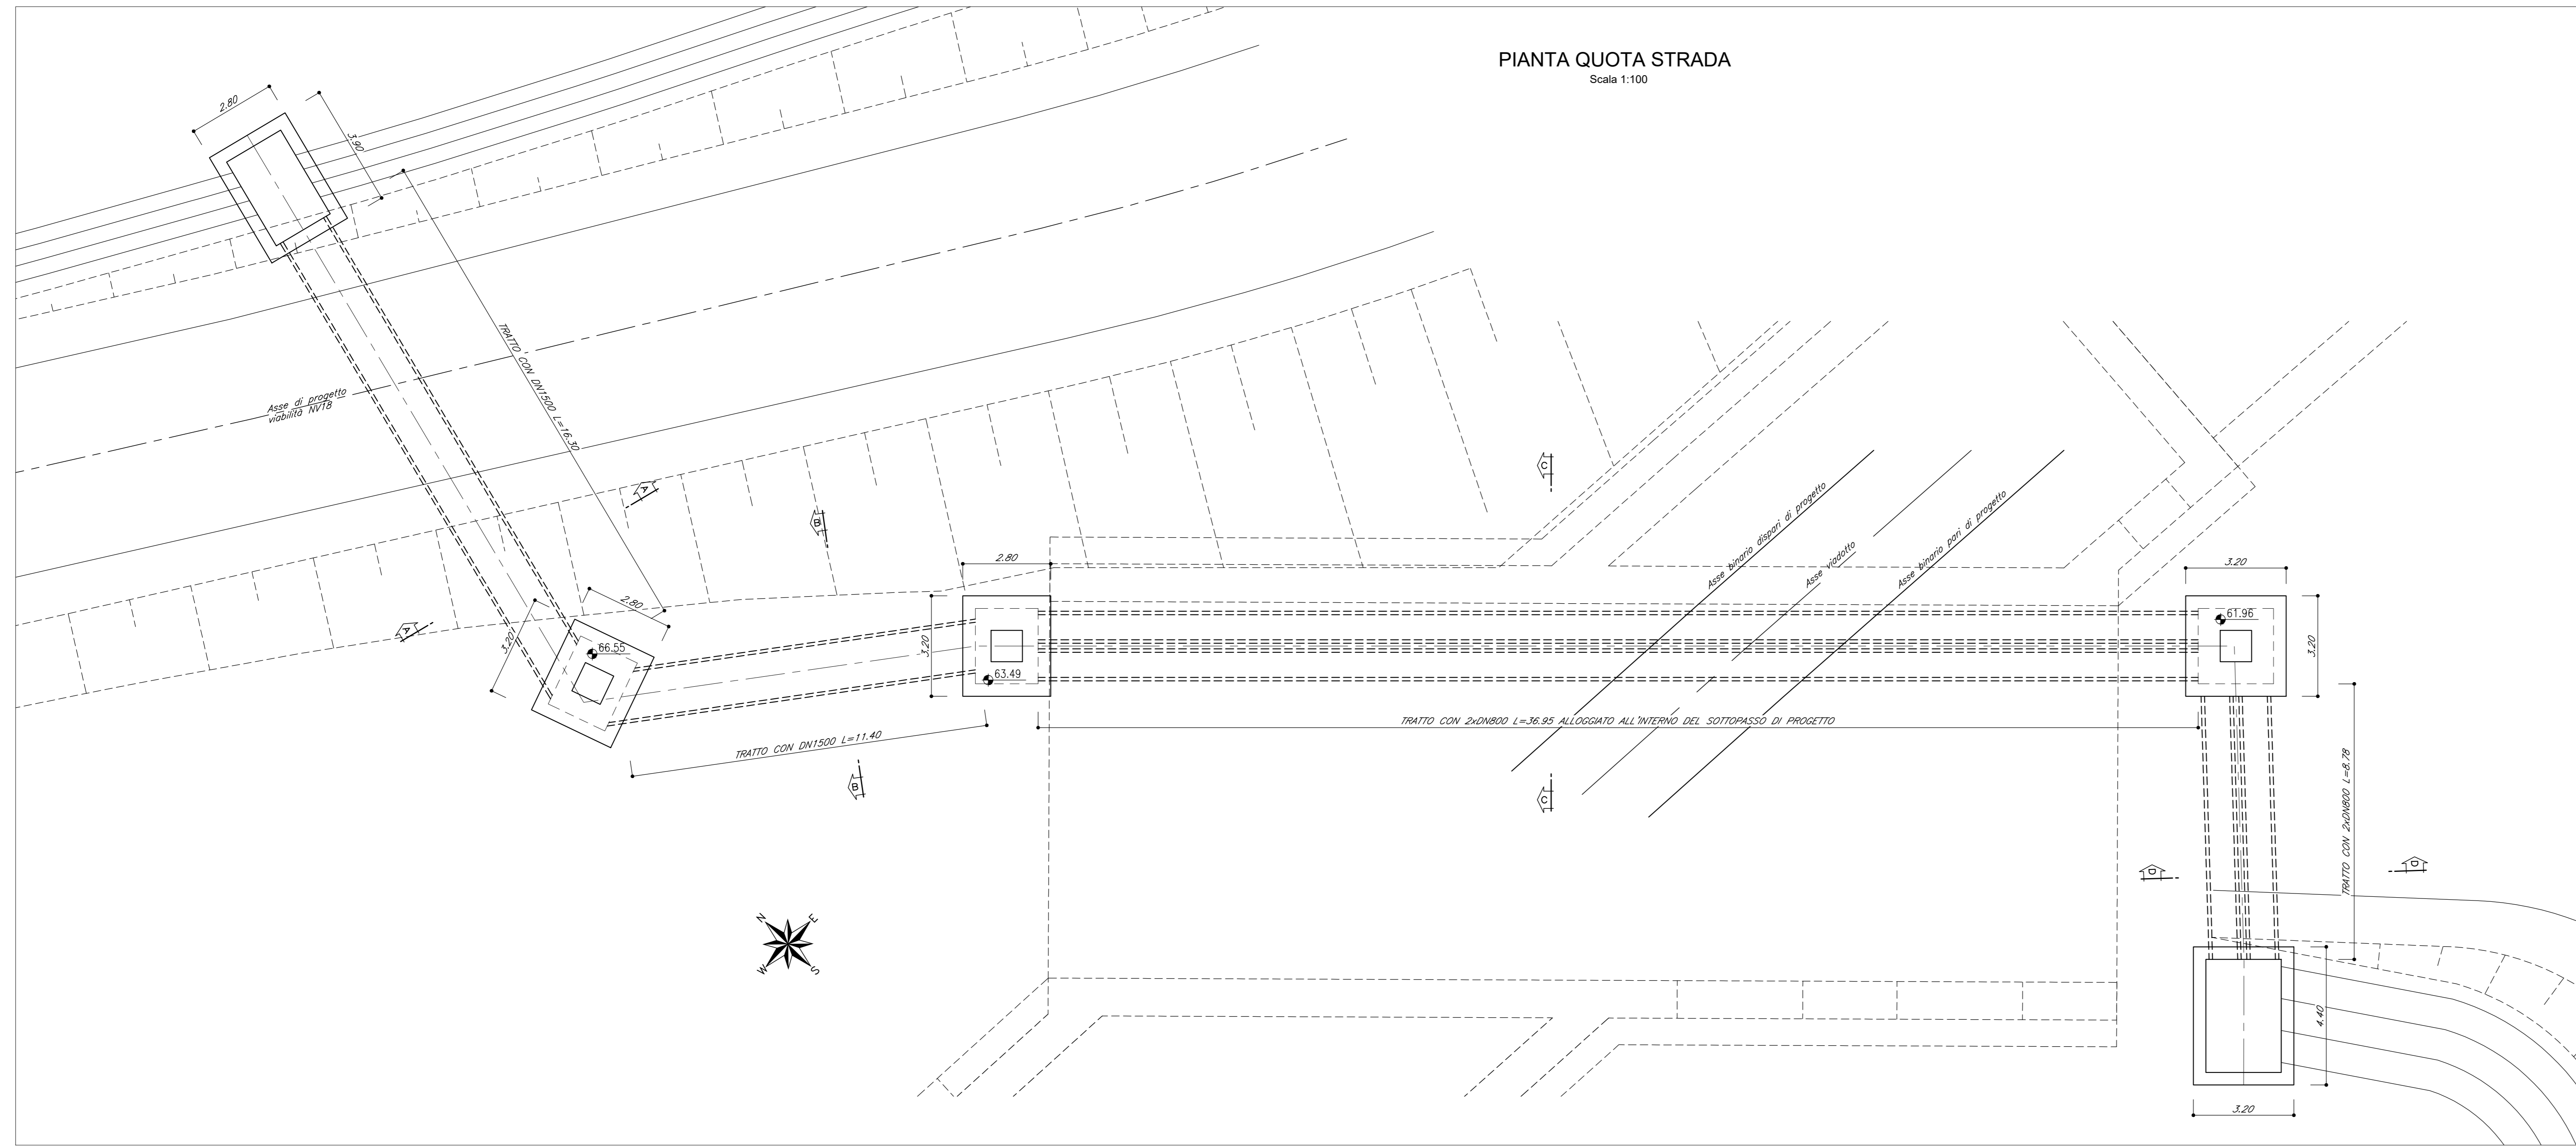 PIANTA QUOTA STRADA
Scala 1:100
2.80
3.90
TRATTO CON DN1500 L=16.30
Asse di progetto
viabilità NV18
A
A
B
B
C
C
2.80
3.20
66.55
2.80
3.20
63.49
TRATTO CON DN1500 L=11.40
Asse binario dispari di progetto
Asse viadotto
Asse binario pari di progetto
TRATTO CON 2xDN800 L=36.95 ALLOGGIATO ALL'INTERNO DEL SOTTOPASSO DI PROGETTO
3.20
61.96
3.20
TRATTO CON 2xDN800 L=8.78
D
D
4.40
3.20
N
E
W
S